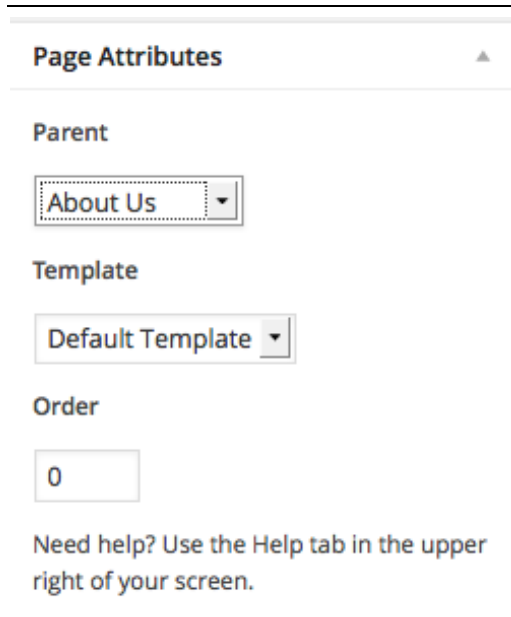 Page Attributes
Parent
About Us
Template
Default Template
Order
0
Need help? Use the Help tab in the upper
right of your screen.